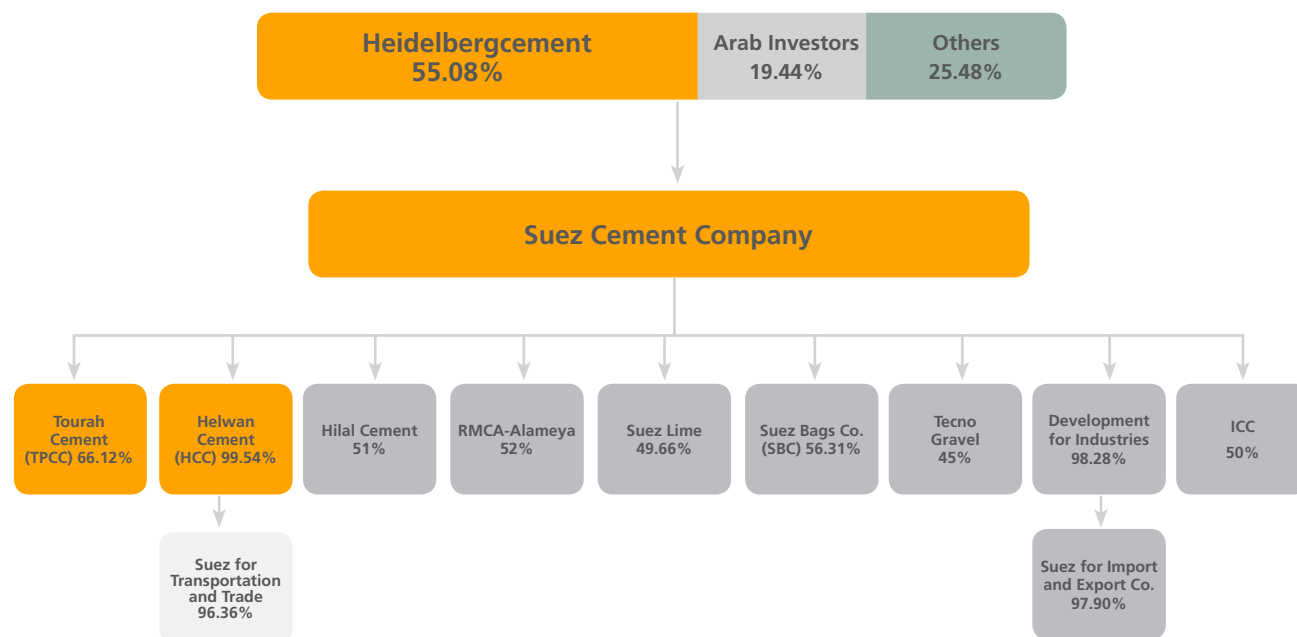 Heidelbergcement
55.08%
Arab Investors
19.44%
Others
25.48%
Suez Cement Company
Tourah
Cement
(TPCC) 66.12%
Helwan
Cement
(HCC) 99.54%
Hilal Cement
51%
RMCA-Alameya
52%
Suez Lime
49.66%
Suez Bags Co.
(SBC) 56.31%
Tecno
Gravel
45%
Development
for Industries
98.28%
ICC
50%
Suez for
Transportation
and Trade
96.36%
Suez for Import
and Export Co.
97.90%